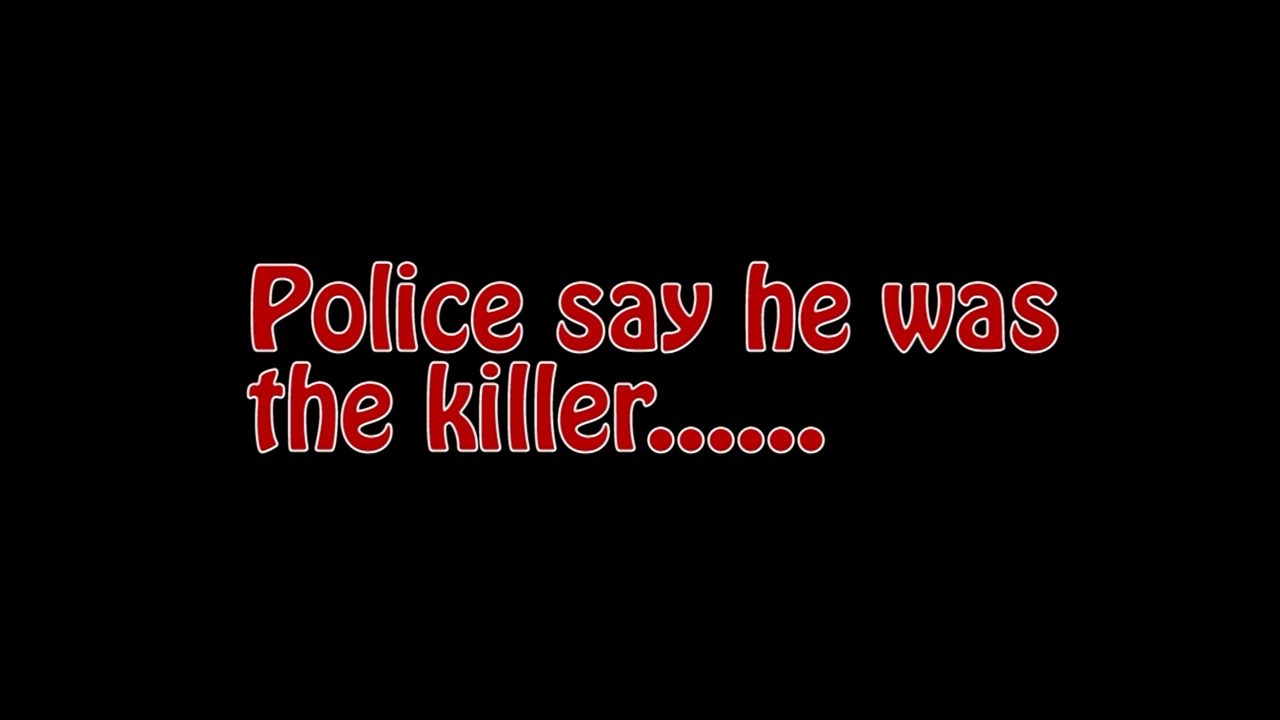 Police say he was
the killer......